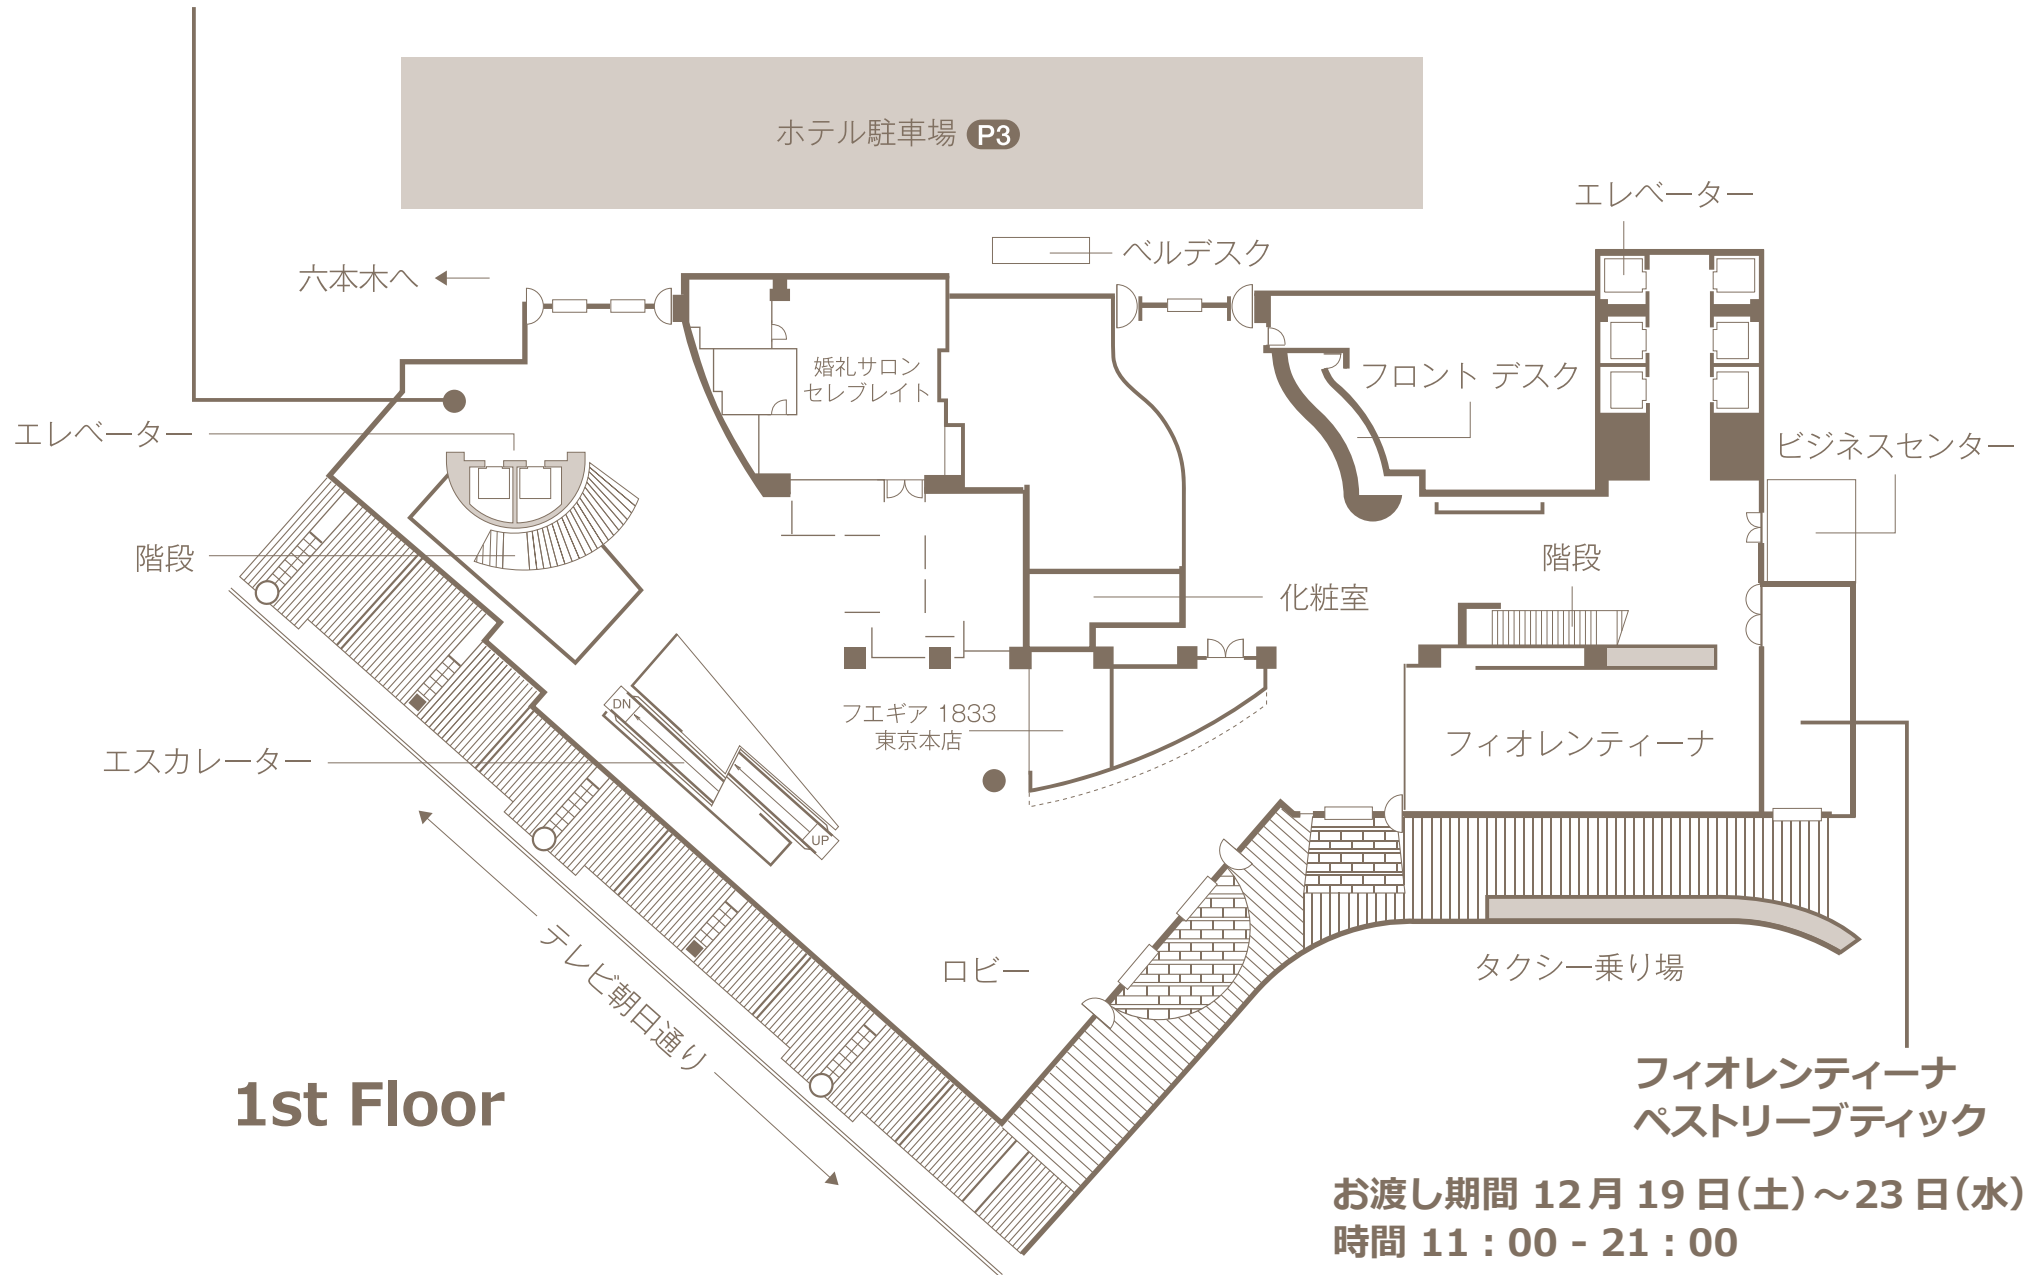 ホテル駐車場 P3
エレベーター
ベルデスク
六本木へ
婚礼サロン
セレブレイト
フロント デスク
エレベーター
ビジネスセンター
階段
階段
化粧室
DN
フエギア 1833
東京本店
フィオレンティーナ
エスカレーター
UP
テレビ朝日通り
ロビー
タクシー乗り場
1st Floor
フィオレンティーナ
ペストリーブティック
お渡し期間 12月19日(土)～23日(水)
時間 11：00 - 21：00